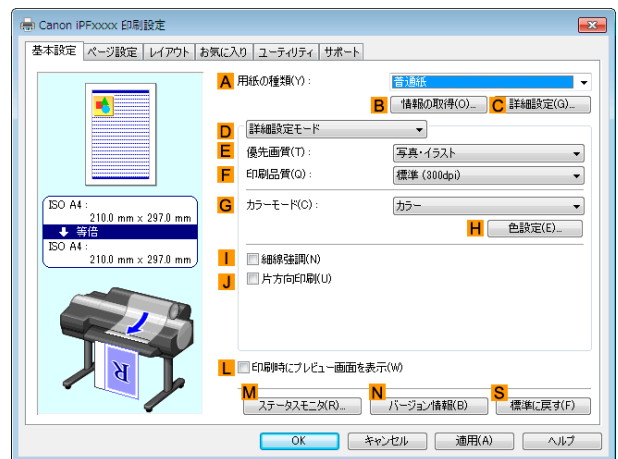 Canon iPFxxxx 印刷設定
基本設定 ページ設定 レイアウト お気に入り ユーティリティ サポート
A 用紙の種類(Y): 普通紙
B 情報の取得(O)... C 詳細設定(G)...
D 詳細設定モード
E 優先画質(T): 写真・イラスト
F 印刷品質(Q): 標準 (300dpi)
ISO A4 :
210.0 mm × 297.0 mm
等倍
ISO A4 :
210.0 mm × 297.0 mm
G カラーモード(C): カラー
H 色設定(E)...
I 細線強調(N)
J 片方向印刷(U)
R
L 印刷時にプレビュー画面を表示(W)
M ステータスモニタ(R)... N バージョン情報(B) S 標準に戻す(F)
OK キャンセル 適用(A) ヘルプ